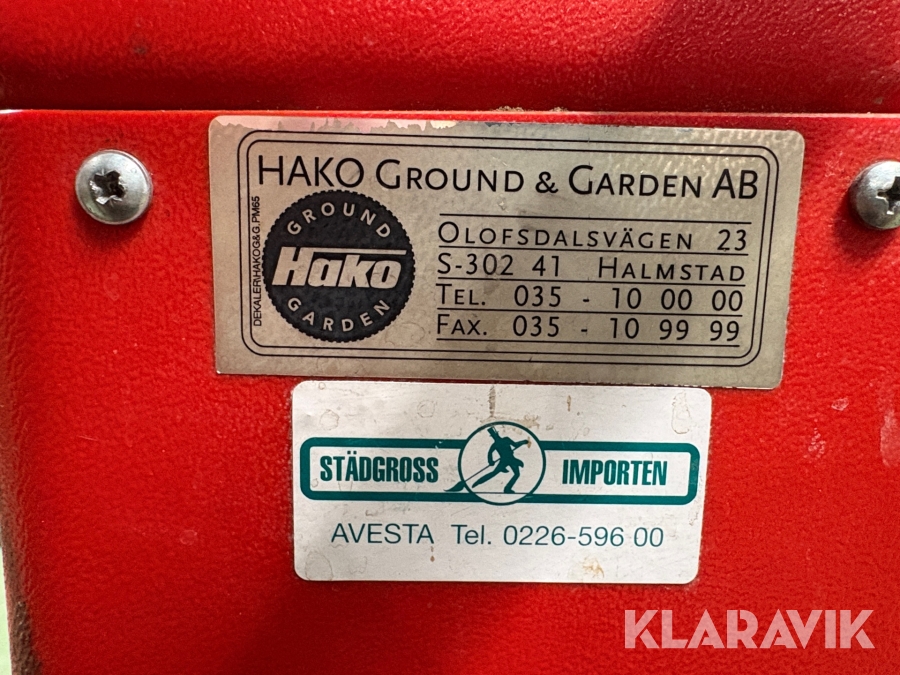 HAKO GROUND & GARDEN AB
DEKALER\HAKOG&G.PM65
GROUND
Hako
GARDEN
OLOFSDALSVÄGEN 23
S-302 41 HALMSTAD
TEL. 035 - 10 00 00
FAX. 035 - 10 99 99
STÄDGROSS IMPORTEN
AVESTA Tel. 0226-596 00
KLARAVIK